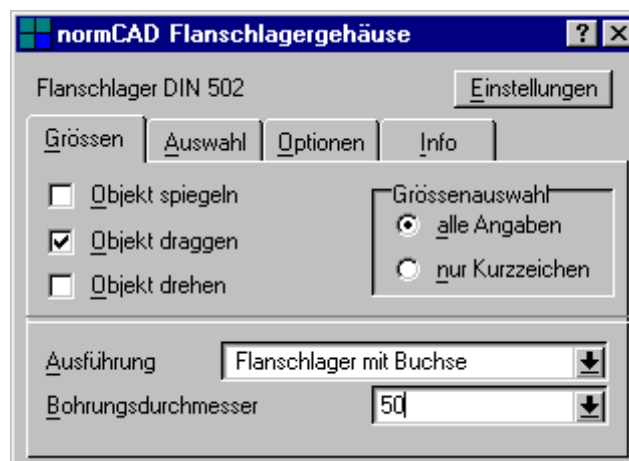 normCAD Flanschlagergehäuse
Flanschlager DIN 502
Einstellungen
Grössen Auswahl Optionen Info
Objekt spiegeln
Objekt draggen
Objekt drehen
Grössenauswahl
alle Angaben
nur Kurzzeichen
Ausführung Flanschlager mit Buchse
Bohrungsdurchmesser 50